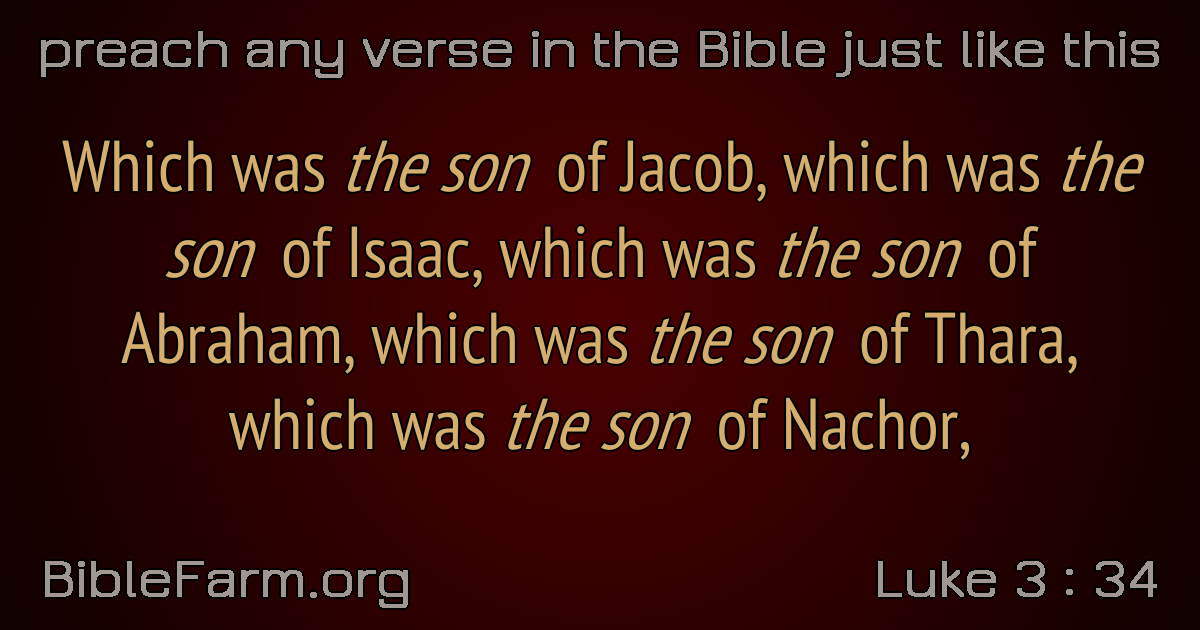 preach any verse in the Bible just like this
Which was the son of Jacob, which was the
son of Isaac, which was the son of
Abraham, which was the son of Thara,
which was the son of Nachor,
BibleFarm.org
Luke 3 : 34